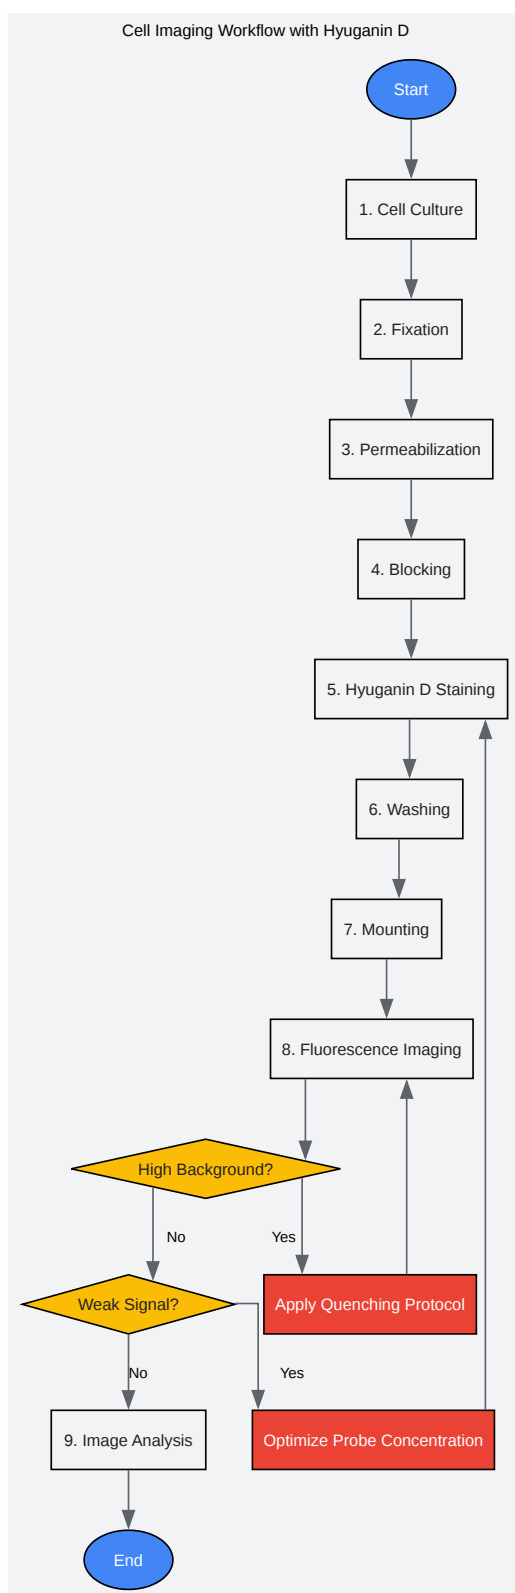 Cell Imaging Workflow with Hyuganin D
Start
1. Cell Culture
2. Fixation
3. Permeabilization
4. Blocking
5. Hyuganin D Staining
6. Washing
7. Mounting
8. Fluorescence Imaging
High Background?
No
Yes
Weak Signal?
Apply Quenching Protocol
No
Yes
9. Image Analysis
Optimize Probe Concentration
End